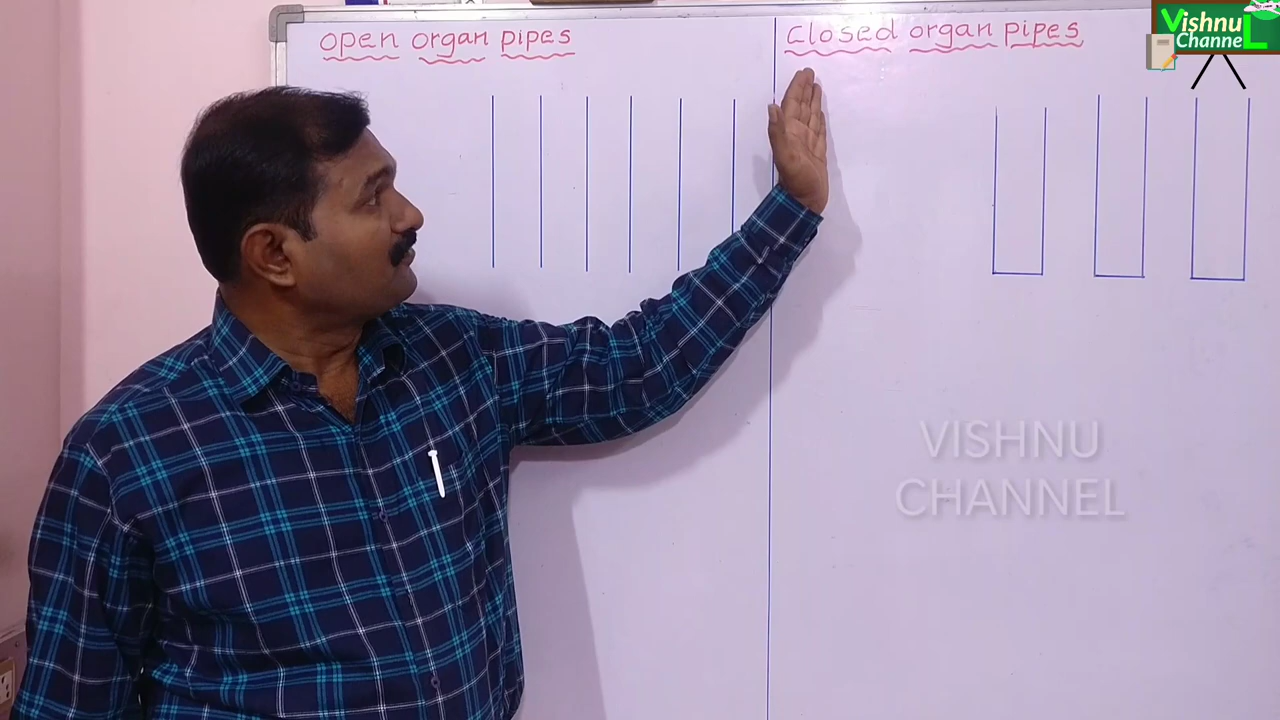 open organ pipes
closed organ pipes
Vishnu
Channel
VISHNU
CHANNEL